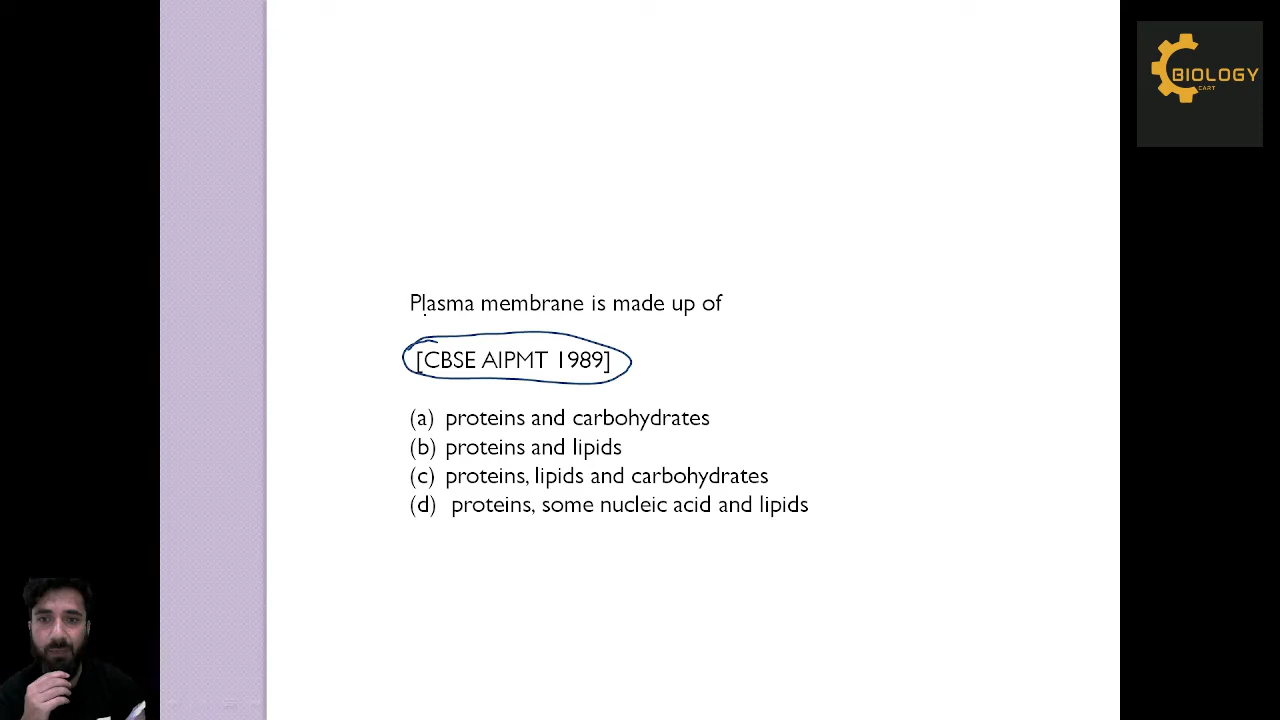 BIOLOGY
CART
Plasma membrane is made up of
[CBSE AIPMT 1989]
(a) proteins and carbohydrates
(b) proteins and lipids
(c) proteins, lipids and carbohydrates
(d) proteins, some nucleic acid and lipids